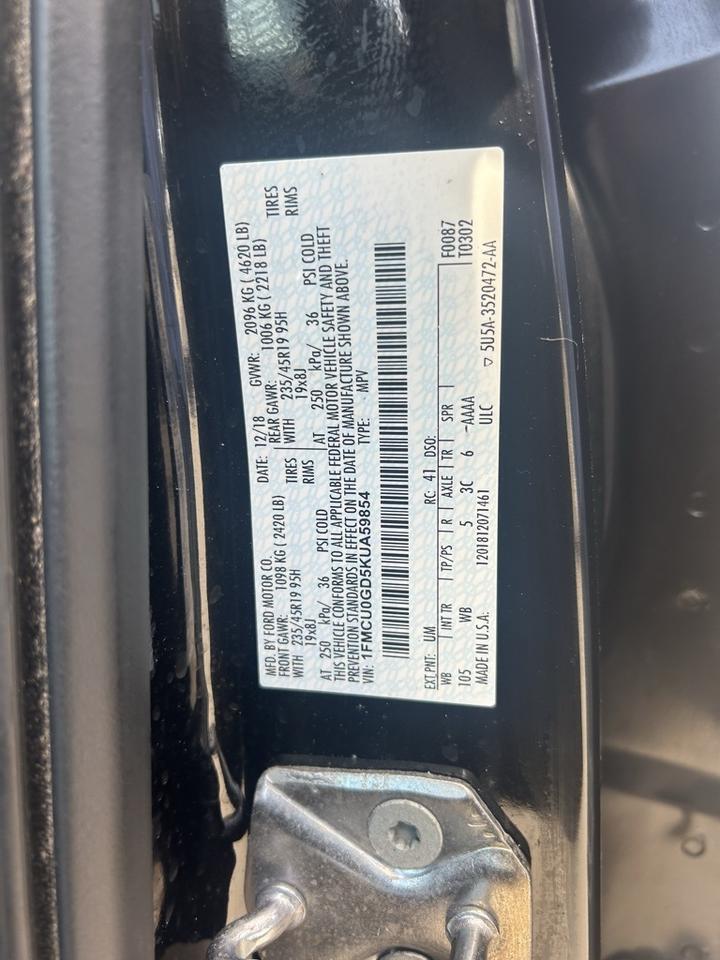 MFD. BY FORD MOTOR CO.
DATE: 12/18 GVWR: 2096 KG ( 4620 LB)
FRONT GAWR: 1098 KG ( 2420 LB) REAR GAWR: 1006 KG ( 2218 LB)
WITH 235/45R19 95H TIRES WITH 235/45R19 95H TIRES
19x8J RIMS 19x8J RIMS
AT 250 kPa/ 36 PSI COLD AT 250 kPa/ 36 PSI COLD
THIS VEHICLE CONFORMS TO ALL APPLICABLE FEDERAL MOTOR VEHICLE SAFETY AND THEFT
PREVENTION STANDARDS IN EFFECT ON THE DATE OF MANUFACTURE SHOWN ABOVE.
VIN: 1FMCU0GD5KUA59854 TYPE: MPV
EXT PNT: UM RC: 41 DSO: F0087
WB MTTR TP/PS R AXLE TR SPR T0302
105 WB 5 3C 6 -AAAA
MADE IN U.S.A. 1201812071461 ULC ▽ 5U5A-3520472-AA